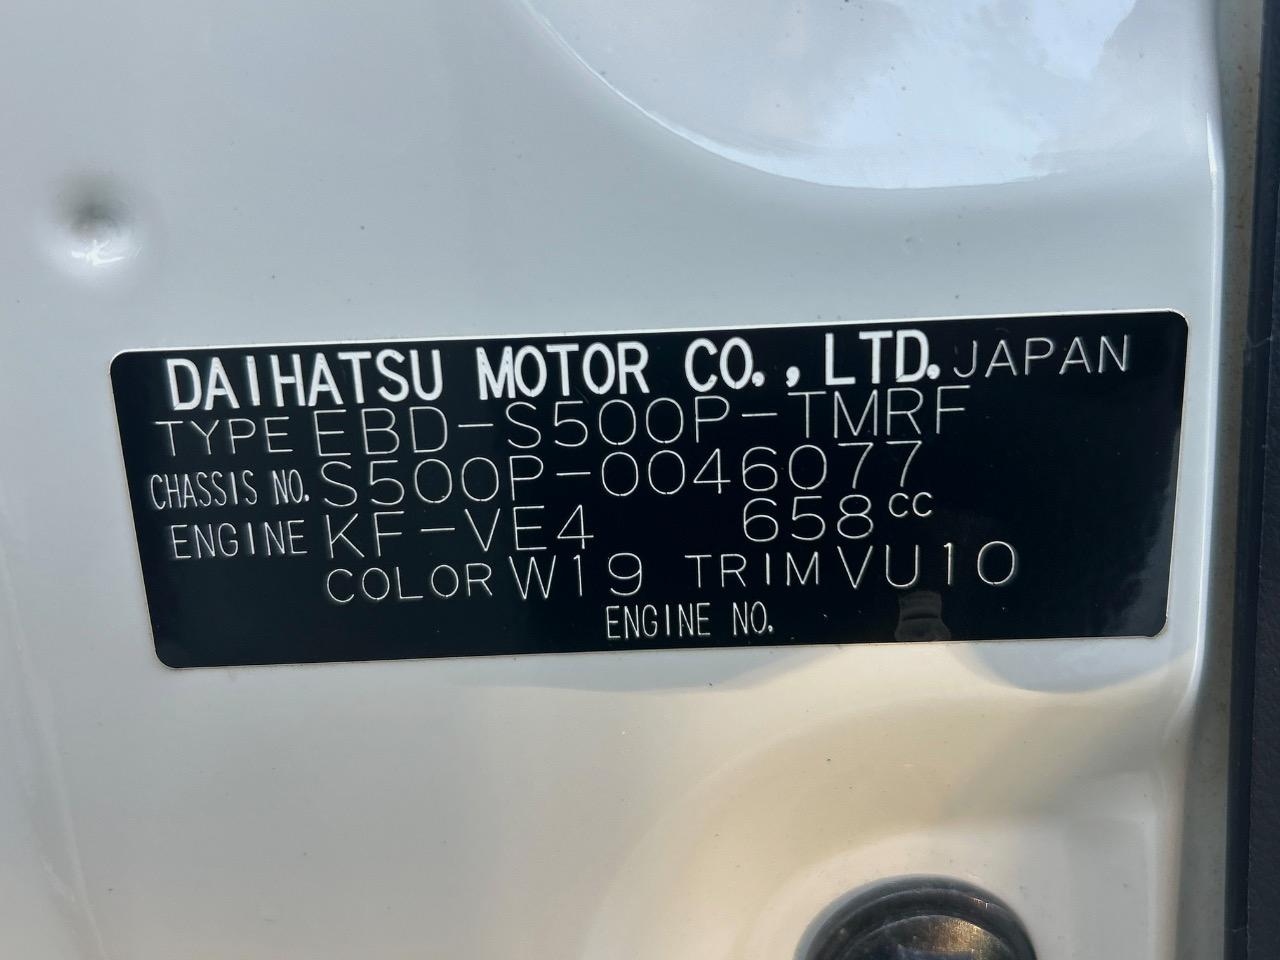 DAIHATSU MOTOR CO., LTD. JAPAN
TYPE EBD-S500P-TMRF
CHASSIS NO. S500P-0046077
ENGINE KF-VE4 658cc
COLOR W19 TRIM VU10
ENGINE NO.